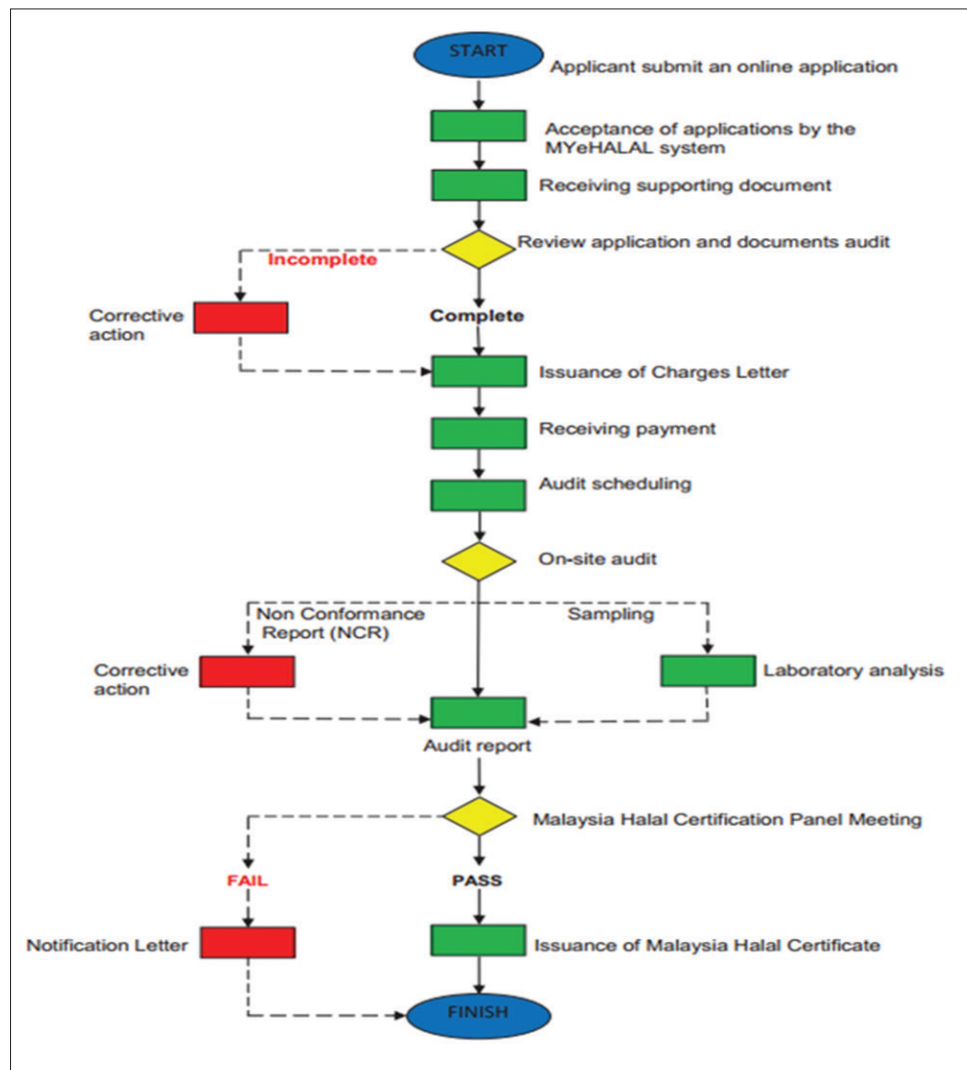 START
Applicant submit an online application
Acceptance of applications by the
MYeHALAL system
Receiving supporting document
Review application and documents audit
Incomplete
Corrective
action
Complete
Issuance of Charges Letter
Receiving payment
Audit scheduling
On-site audit
Non Conformance
Report (NCR)
Sampling
Corrective
action
Laboratory analysis
Audit report
Malaysia Halal Certification Panel Meeting
FAIL
PASS
Notification Letter
Issuance of Malaysia Halal Certificate
FINISH